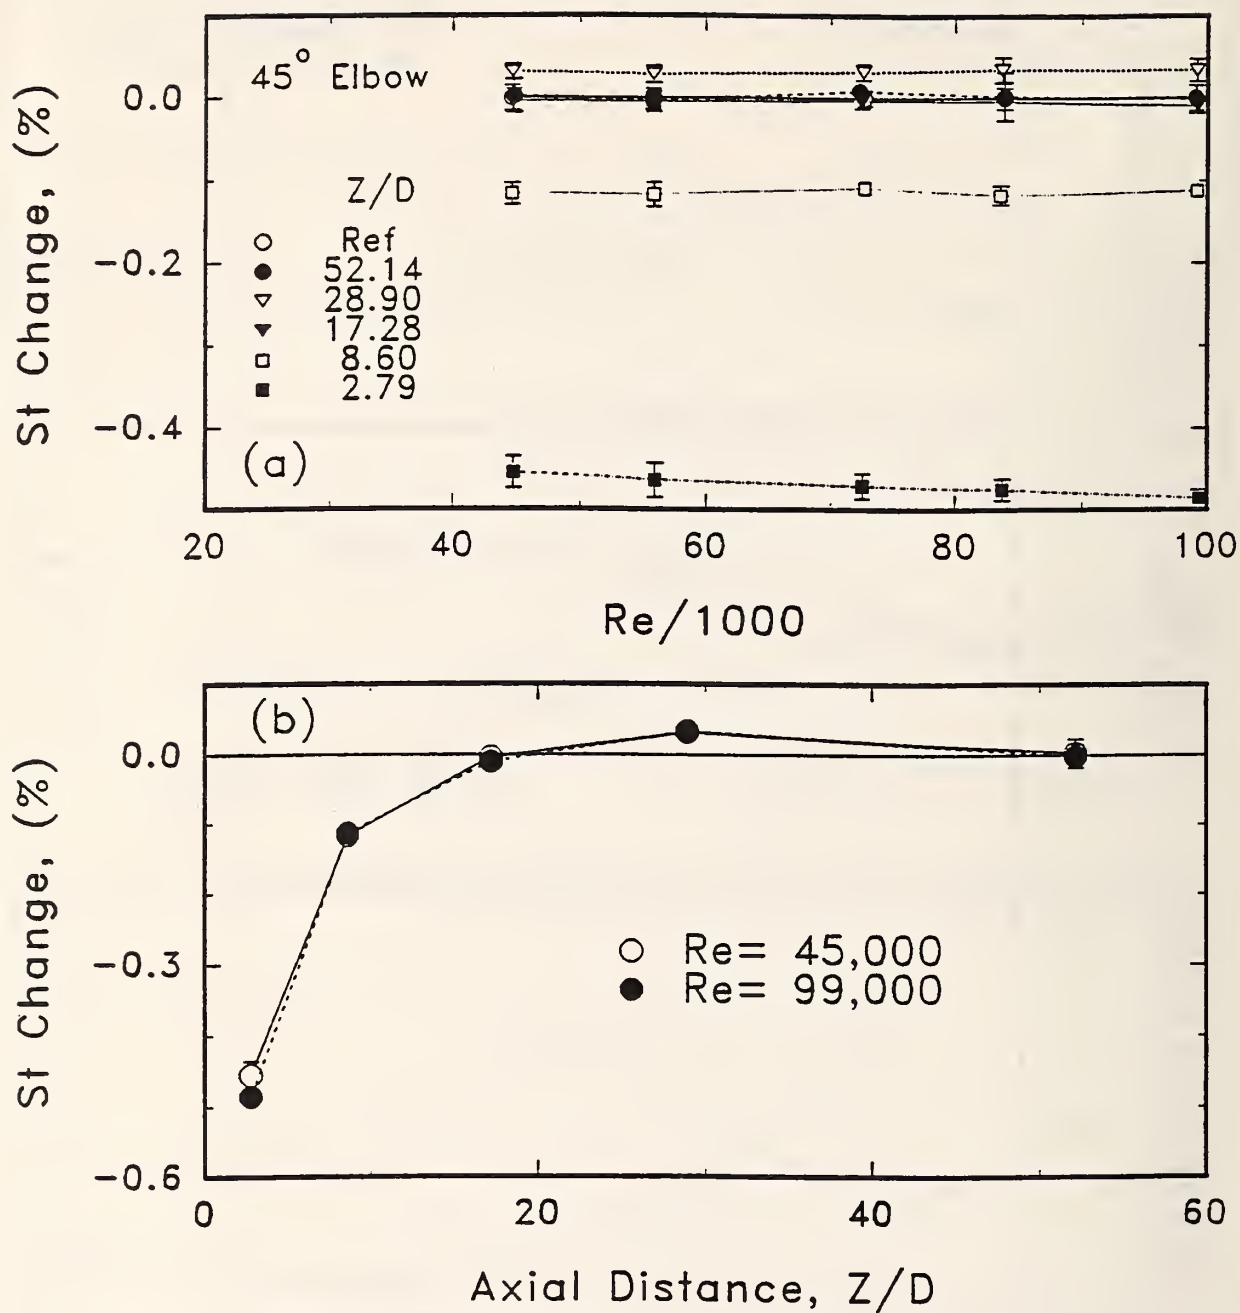 45° Elbow
St Change, (%)
0.0
-0.2
-0.4
Z/D
Ref
52.14
28.90
17.28
8.60
2.79
(a)
20 40 60 80 100
Re/1000
(b)
St Change, (%)
0.0
-0.3
-0.6
Re= 45,000
Re= 99,000
0 20 40 60
Axial Distance, Z/D